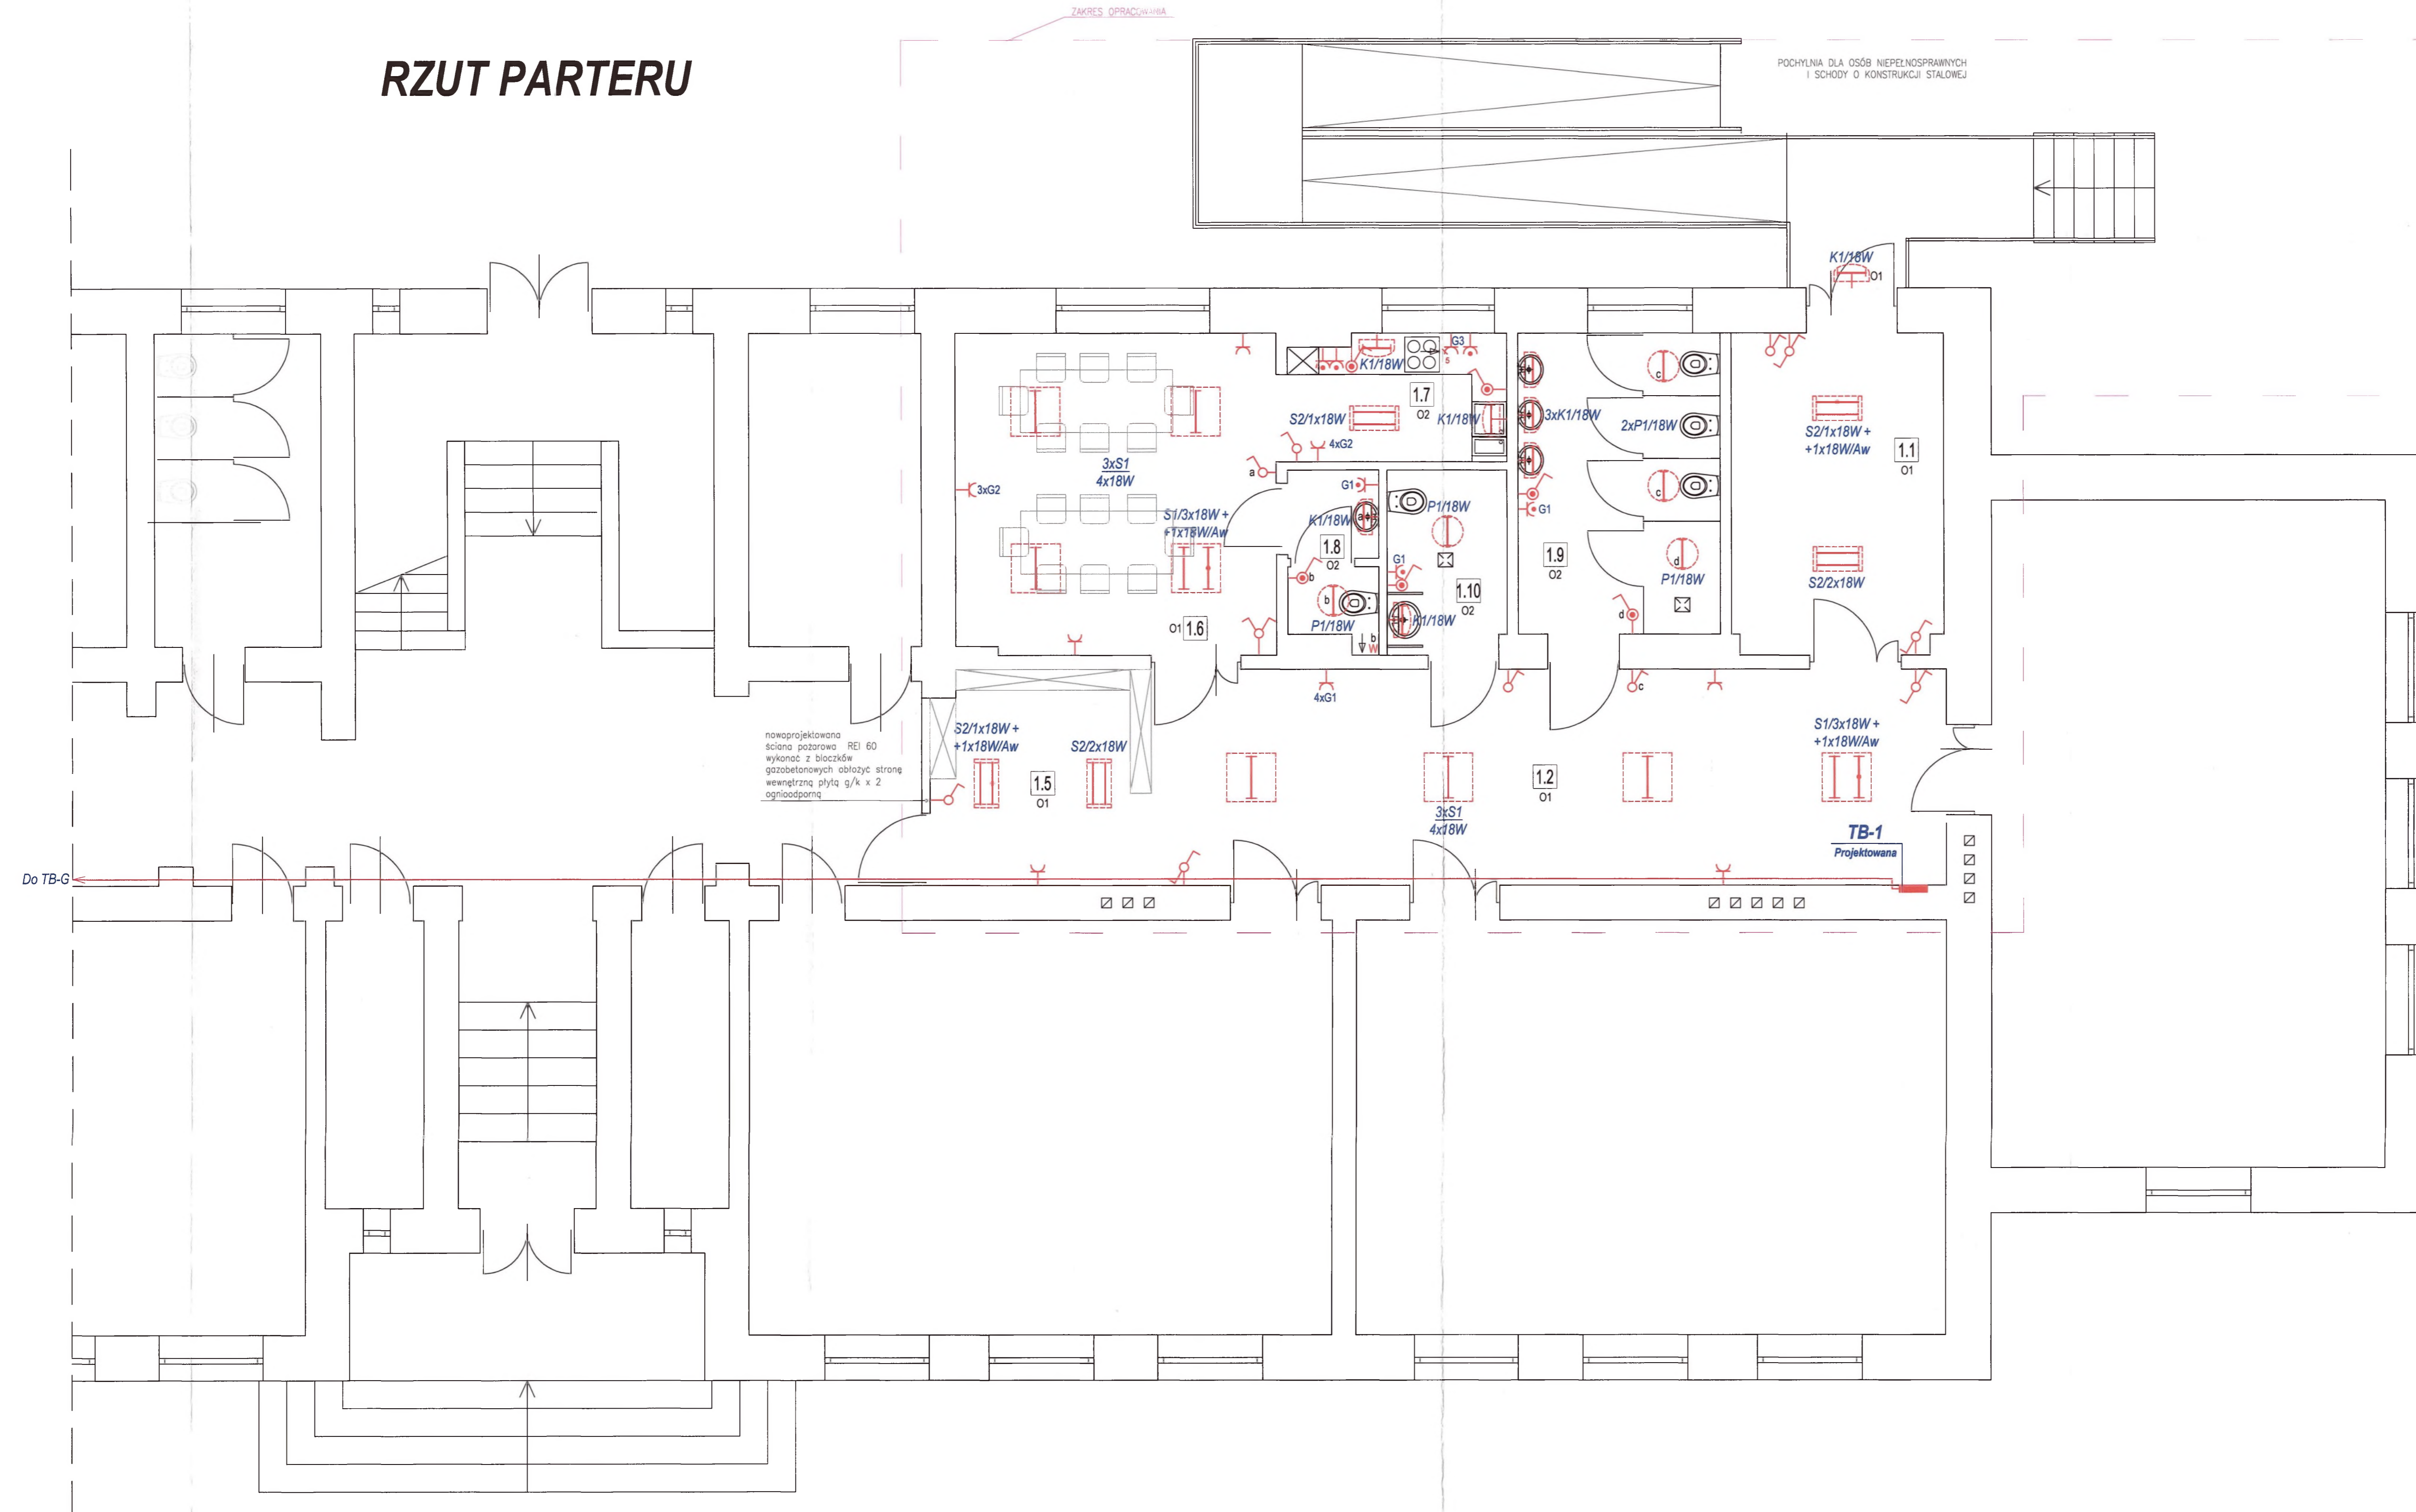 ZAKRES OPRACOWANIA
RZUT PARTERU
POCHYLNIA DLA OSÓB NIEPEŁNOSPRAWNYCH
I SCHODY O KONSTRUKCJI STALOWEJ
K1/18W
O1
G3
5
K1/18W
1.7
O2
S2/1x18W
K1/18W
3xK1/18W
c
2xP1/18W
S2/1x18W +
+1x18W/Aw
1.1
O1
4xG2
a
3xS1
4x18W
3xG2
G1
c
G1
S1/3x18W +
+1x18W/Aw
K1/18W
a
P1/18W
1.8
O2
1.9
O2
d
P1/18W
S2/2x18W
G1
b
1.10
O2
b
P1/18W
K1/18W
d
O1 1.6
b
W
4xG1
c
nowoprojektowana
ściana pożarowa REI 60
wykonać z bloczków
gazobetonowych obłożyć stronę
wewnętrzną płytą g/k x 2
ognioodporną
S2/1x18W +
+1x18W/Aw
S2/2x18W
1.5
O1
1.2
O1
S1/3x18W +
+1x18W/Aw
3xS1
4x18W
TB-1
Projektowana
Do TB-G